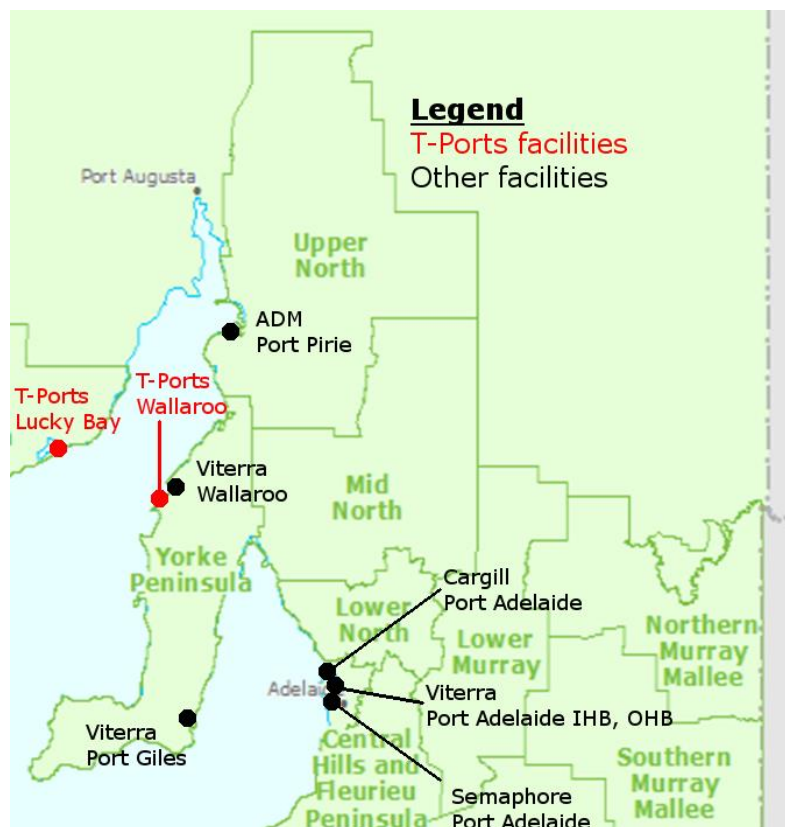 Legend
T-Ports facilities
Other facilities
Port Augusta
Upper
North
ADM
Port Pirie
T-Ports
Lucky Bay
T-Ports
Wallaroo
Viterra
Wallaroo
Mid
North
Yorke
Peninsula
Cargill
Port Adelaide
Lower
North
Lower
Murray
Northern
Murray
Mallee
Adelaide
Viterra
Port Adelaide IHB, OHB
Viterra
Port Giles
Central
Hills and
Fleurieu
Peninsula
Southern
Murray
Mallee
Semaphore
Port Adelaide